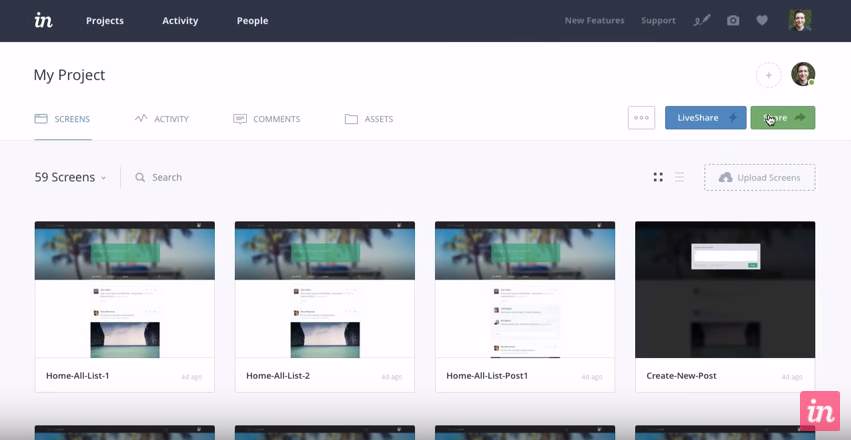 in Projects Activity People New Features Support
My Project
SCREENS ACTIVITY COMMENTS ASSETS LiveShare
59 Screens Search Upload Screens
Home-All-List-1 4d ago Home-All-List-2 4d ago Home-All-List-Post1 4d ago Create-New-Post 4d ago
in